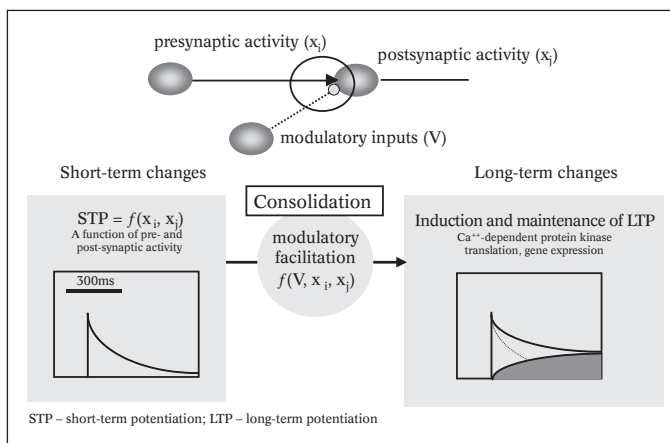 presynaptic activity (xi)
postsynaptic activity (xj)
modulatory inputs (V)
Short-term changes
Long-term changes
STP = f(xi, xj)
A function of pre- and
post-synaptic activity
300ms
Consolidation
modulatory
facilitation
f(V, xi, xj)
Induction and maintenance of LTP
Ca++-dependent protein kinase
translation, gene expression
STP – short-term potentiation; LTP – long-term potentiation